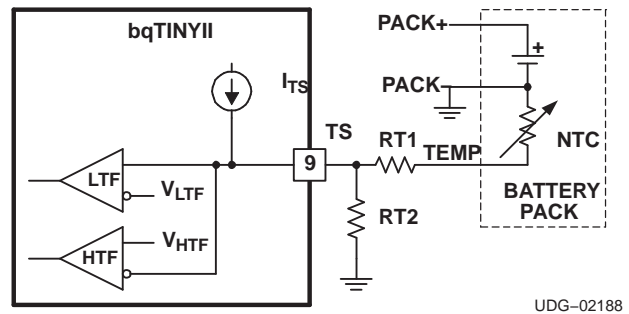 bqTINYII
PACK+
+
I_TS
PACK–
TS
RT1
TEMP
NTC
9
LTF
V_LTF
BATTERY
PACK
RT2
V_HTF
HTF
UDG–02188